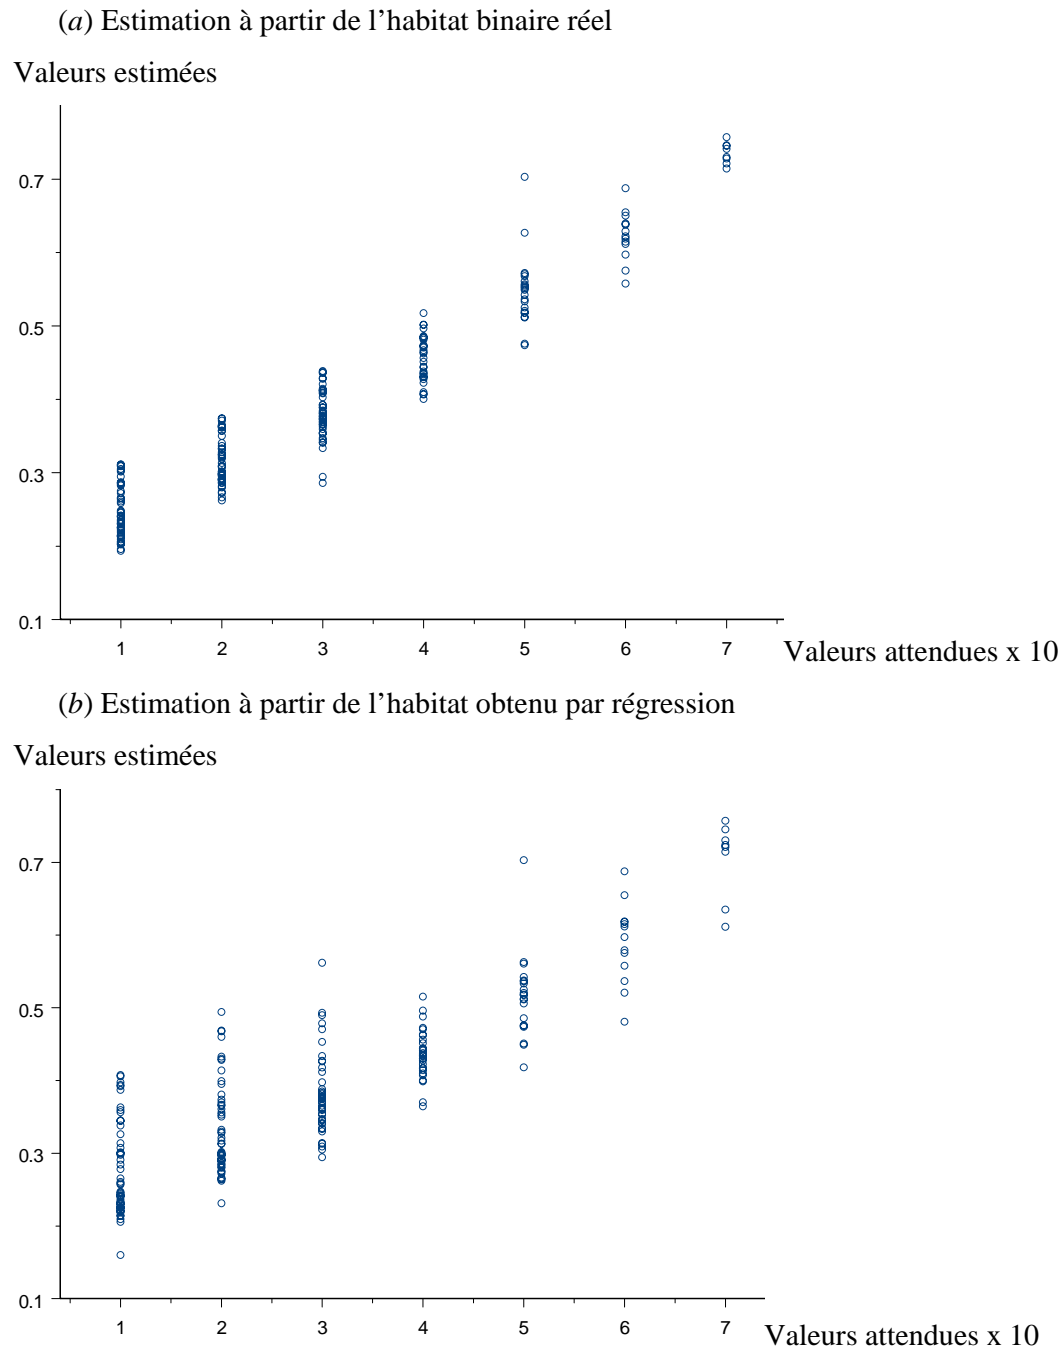 (a) Estimation à partir de l’habitat binaire réel
Valeurs estimées
0.7
0.5
0.3
0.1
1 2 3 4 5 6 7
Valeurs attendues x 10
(b) Estimation à partir de l’habitat obtenu par régression
Valeurs estimées
0.7
0.5
0.3
0.1
1 2 3 4 5 6 7
Valeurs attendues x 10